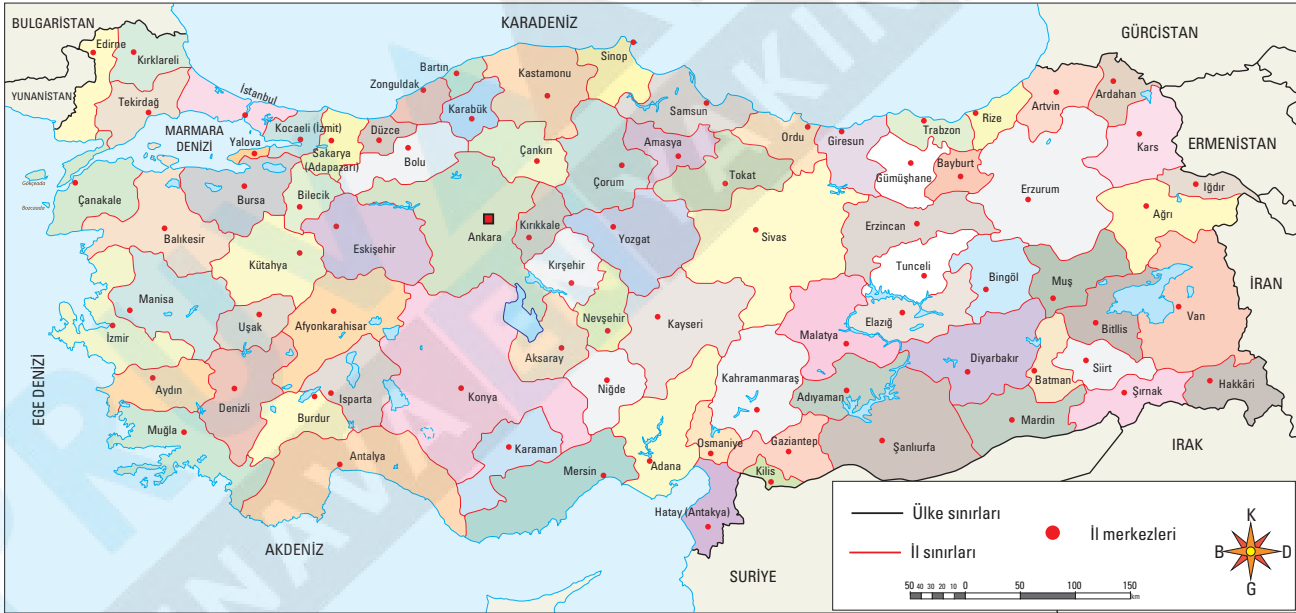 BULGARİSTAN
KARADENİZ
GÜRCİSTAN
Edirne
Kırklareli
Sinop
Bartın
Kastamonu
Zonguldak
Ardahan
Artvin
YUNANİSTAN
Tekirdağ
İstanbul
Karabük
Samsun
Ordu
Giresun
Trabzon
Rize
Kars
ERMENİSTAN
MARMARA
DENİZİ
Yalova
Kocaeli (İzmit)
Sakarya
(Adapazarı)
Düzce
Bolu
Çankırı
Amasya
Çorum
Tokat
Gümüşhane
Bayburt
Erzurum
Iğdır
Gökçeada
Bozcaada
Çanakale
Bursa
Bilecik
Ağrı
Balıkesir
Eskişehir
Ankara
Kırıkkale
Yozgat
Sivas
Erzincan
Kütahya
Kırşehir
Tunceli
Bingöl
Muş
İRAN
Manisa
Uşak
Afyonkarahisar
Nevşehir
Kayseri
Malatya
Elazığ
Bitllis
Van
İzmir
Aksaray
Diyarbakır
EGE DENİZİ
Aydın
Denizli
Isparta
Konya
Niğde
Kahramanmaraş
Adıyaman
Batman
Siirt
Hakkâri
Şırnak
Burdur
Muğla
Karaman
Osmaniye
Gaziantep
Şanlıurfa
Mardin
Antalya
Mersin
Adana
Kilis
IRAK
Hatay (Antakya)
AKDENİZ
SURİYE
Ülke sınırları
İl sınırları
İl merkezleri
K
B D
G
50 40 30 20 10 0 50 100 150
km
PRUVA AKADEMİ
SINAVA YAKIN